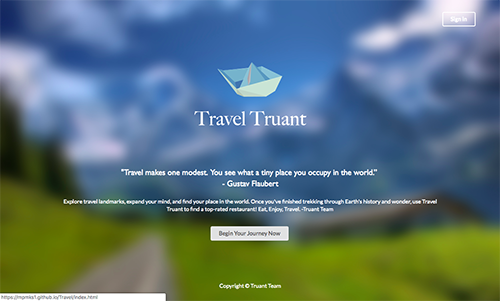 Sign in
Travel Truant
"Travel makes one modest. You see what a tiny place you occupy in the world."
- Gustav Flaubert
Explore travel landmarks, expand your mind, and find your place in the world. Once you've finished trekking through Earth's history and wonder, use Travel
Truant to find a top-rated restaurant! Eat, Enjoy, Travel. -Truant Team
Begin Your Journey Now
Copyright © Truant Team
https://mpmks1.github.io/Travel/index.html